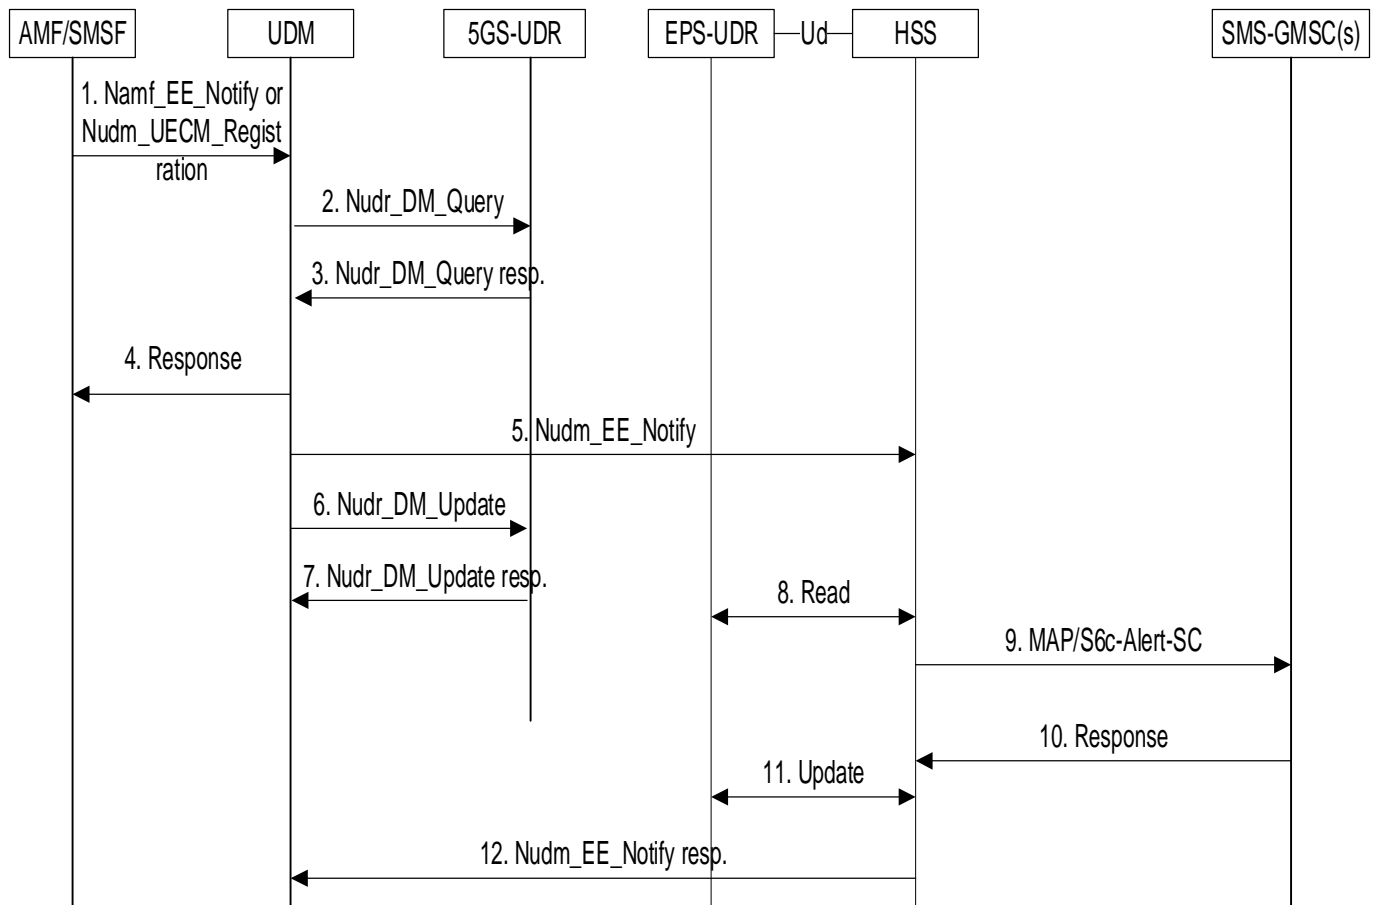 AMF/SMSF
UDM
5GS-UDR
EPS-UDR
Ud
HSS
SMS-GMSC(s)
1. Namf_EE_Notify or
Nudm_UECM_Regist
ration
2. Nudr_DM_Query
3. Nudr_DM_Query resp.
4. Response
5. Nudm_EE_Notify
6. Nudr_DM_Update
7. Nudr_DM_Update resp.
8. Read
9. MAP/S6c-Alert-SC
10. Response
11. Update
12. Nudm_EE_Notify resp.